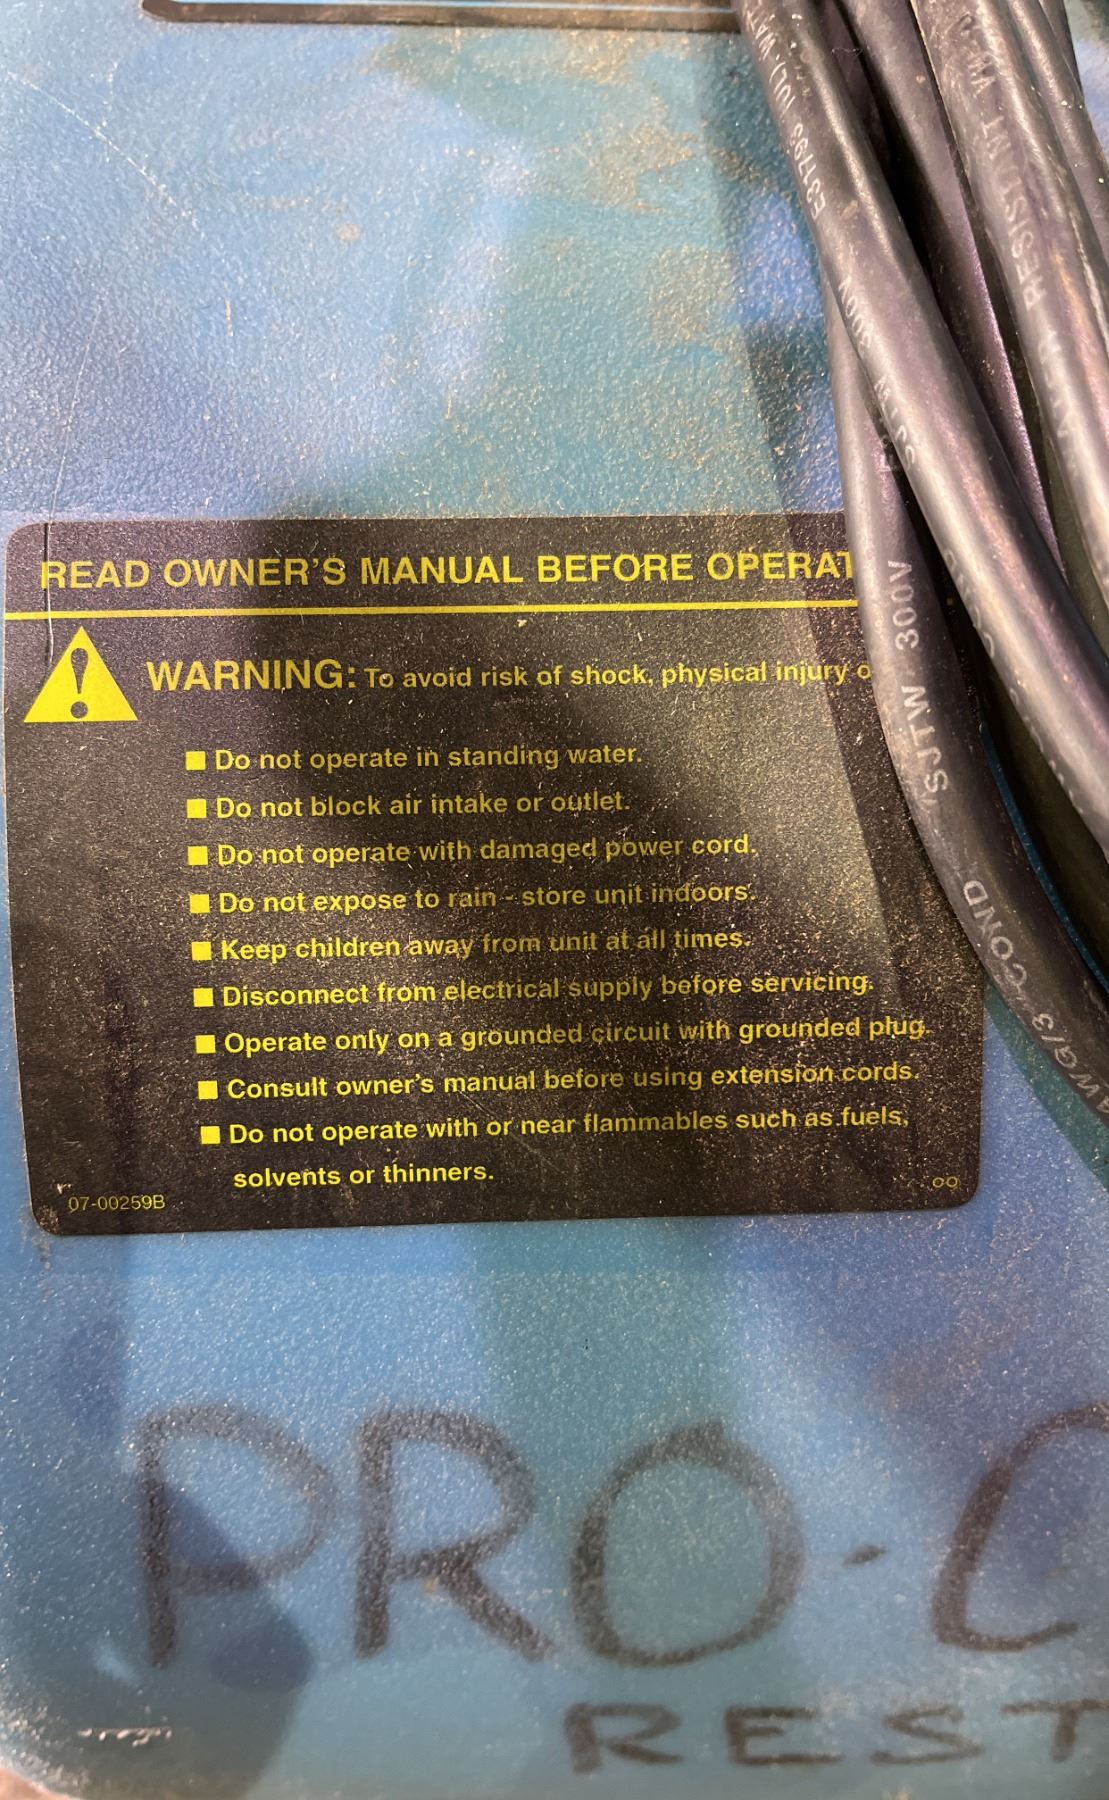 READ OWNER'S MANUAL BEFORE OPERAT
WARNING: To avoid risk of shock, physical injury o
■ Do not operate in standing water.
■ Do not block air intake or outlet.
■ Do not operate with damaged power cord.
■ Do not expose to rain - store unit indoors.
■ Keep children away from unit at all times.
■ Disconnect from electrical supply before servicing.
■ Operate only on a grounded circuit with grounded plug.
■ Consult owner's manual before using extension cords.
■ Do not operate with or near flammables such as fuels,
solvents or thinners.
07-00259B
SJTW 300V
AWG/3 COND
RESISTANT VW-1
PRO-C
REST